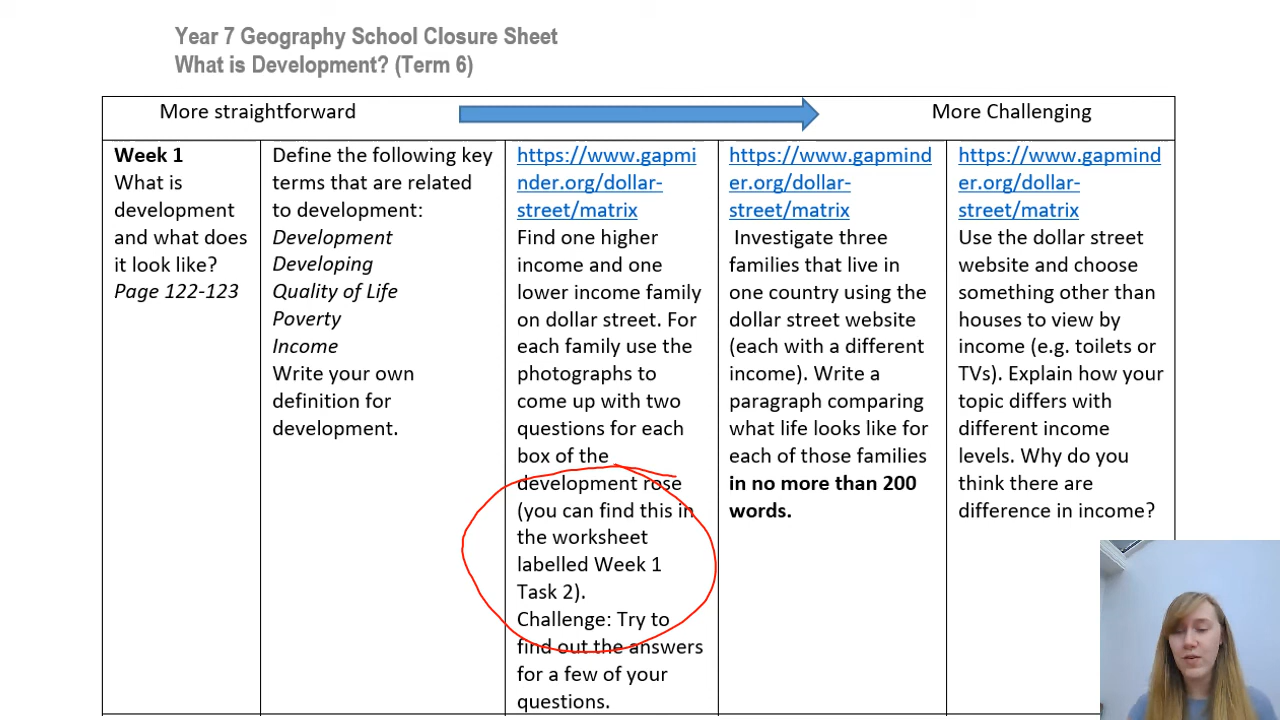 Year 7 Geography School Closure Sheet
What is Development? (Term 6)
More straightforward
More Challenging
Week 1
What is
development
and what does
it look like?
Page 122-123
Define the following key
terms that are related
to development:
Development
Developing
Quality of Life
Poverty
Income
Write your own
definition for
development.
https://www.gapmi
nder.org/dollar-
street/matrix
Find one higher
income and one
lower income family
on dollar street. For
each family use the
photographs to
come up with two
questions for each
box of the
development rose
(you can find this in
the worksheet
labelled Week 1
Task 2).
Challenge: Try to
find out the answers
for a few of your
questions.
https://www.gapmind
er.org/dollar-
street/matrix
Investigate three
families that live in
one country using the
dollar street website
(each with a different
income). Write a
paragraph comparing
what life looks like for
each of those families
in no more than 200
words.
https://www.gapmind
er.org/dollar-
street/matrix
Use the dollar street
website and choose
something other than
houses to view by
income (e.g. toilets or
TVs). Explain how your
topic differs with
different income
levels. Why do you
think there are
difference in income?